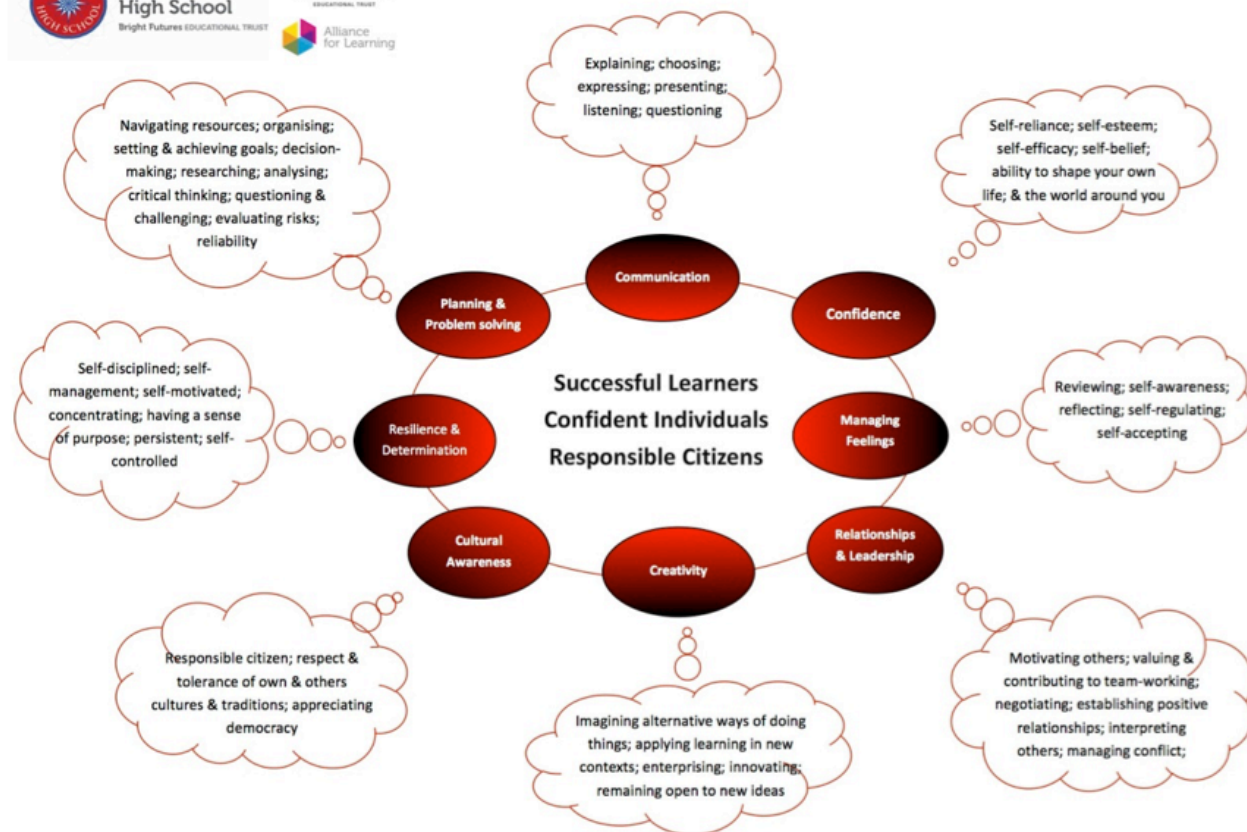 HIGH SCHOOL
High School
Bright Futures EDUCATIONAL TRUST
EDUCATIONAL TRUST
Alliance
for Learning
Explaining; choosing;
expressing; presenting;
listening; questioning
Navigating resources; organising;
setting & achieving goals; decision-
making; researching; analysing;
critical thinking; questioning &
challenging; evaluating risks;
reliability
Self-reliance; self-esteem;
self-efficacy; self-belief;
ability to shape your own
life; & the world around you
Communication
Planning &
Problem solving
Confidence
Self-disciplined; self-
management; self-motivated;
concentrating; having a sense
of purpose; persistent; self-
controlled
Resilience &
Determination
Successful Learners
Confident Individuals
Responsible Citizens
Managing
Feelings
Reviewing; self-awareness;
reflecting; self-regulating;
self-accepting
Cultural
Awareness
Creativity
Relationships
& Leadership
Responsible citizen; respect &
tolerance of own & others
cultures & traditions; appreciating
democracy
Imagining alternative ways of doing
things; applying learning in new
contexts; enterprising; innovating;
remaining open to new ideas
Motivating others; valuing &
contributing to team-working;
negotiating; establishing positive
relationships; interpreting
others; managing conflict;